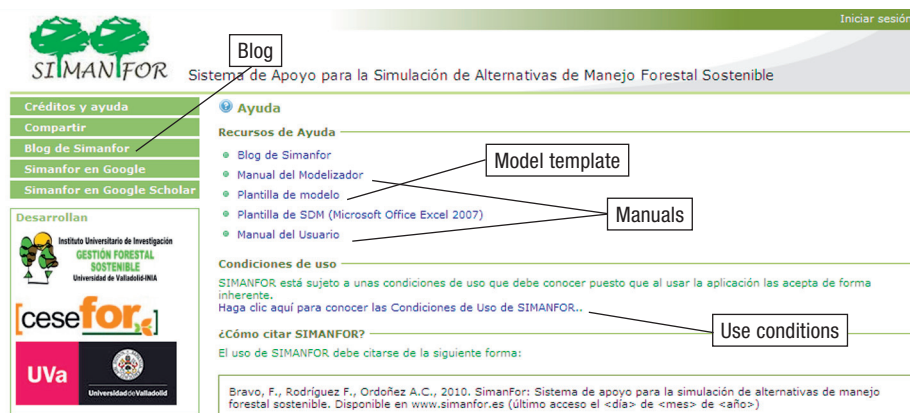 Iniciar sesión
SIMANFOR
Blog
Sistema de Apoyo para la Simulación de Alternativas de Manejo Forestal Sostenible
Créditos y ayuda
Compartir
Blog de Simanfor
Simanfor en Google
Simanfor en Google Scholar
Desarrollan
Instituto Universitario de Investigación
GESTIÓN FORESTAL
SOSTENIBLE
Universidad de Valladolid-INIA
[cesefor]
UVa
Universidad de Valladolid
Ayuda
Recursos de Ayuda
Blog de Simanfor
Manual del Modelizador
Plantilla de modelo
Plantilla de SDM (Microsoft Office Excel 2007)
Manual del Usuario
Model template
Manuals
Condiciones de uso
SIMANFOR está sujeto a unas condiciones de uso que debe conocer puesto que al usar la aplicación las acepta de forma
inherente.
Haga clic aquí para conocer las Condiciones de Uso de SIMANFOR..
Use conditions
¿Cómo citar SIMANFOR?
El uso de SIMANFOR debe citarse de la siguiente forma:
Bravo, F., Rodríguez F., Ordoñez A.C., 2010. SimanFor: Sistema de apoyo para la simulación de alternativas de manejo
forestal sostenible. Disponible en www.simanfor.es (último acceso el <día> de <mes> de <año>)